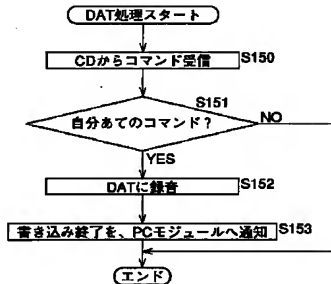 DAT処理スタート
CDからコマンド受信 S150
S151
自分あてのコマンド？ NO
YES
DATに録音 S152
書き込み終了を、PCモジュールへ通知 S153
エンド